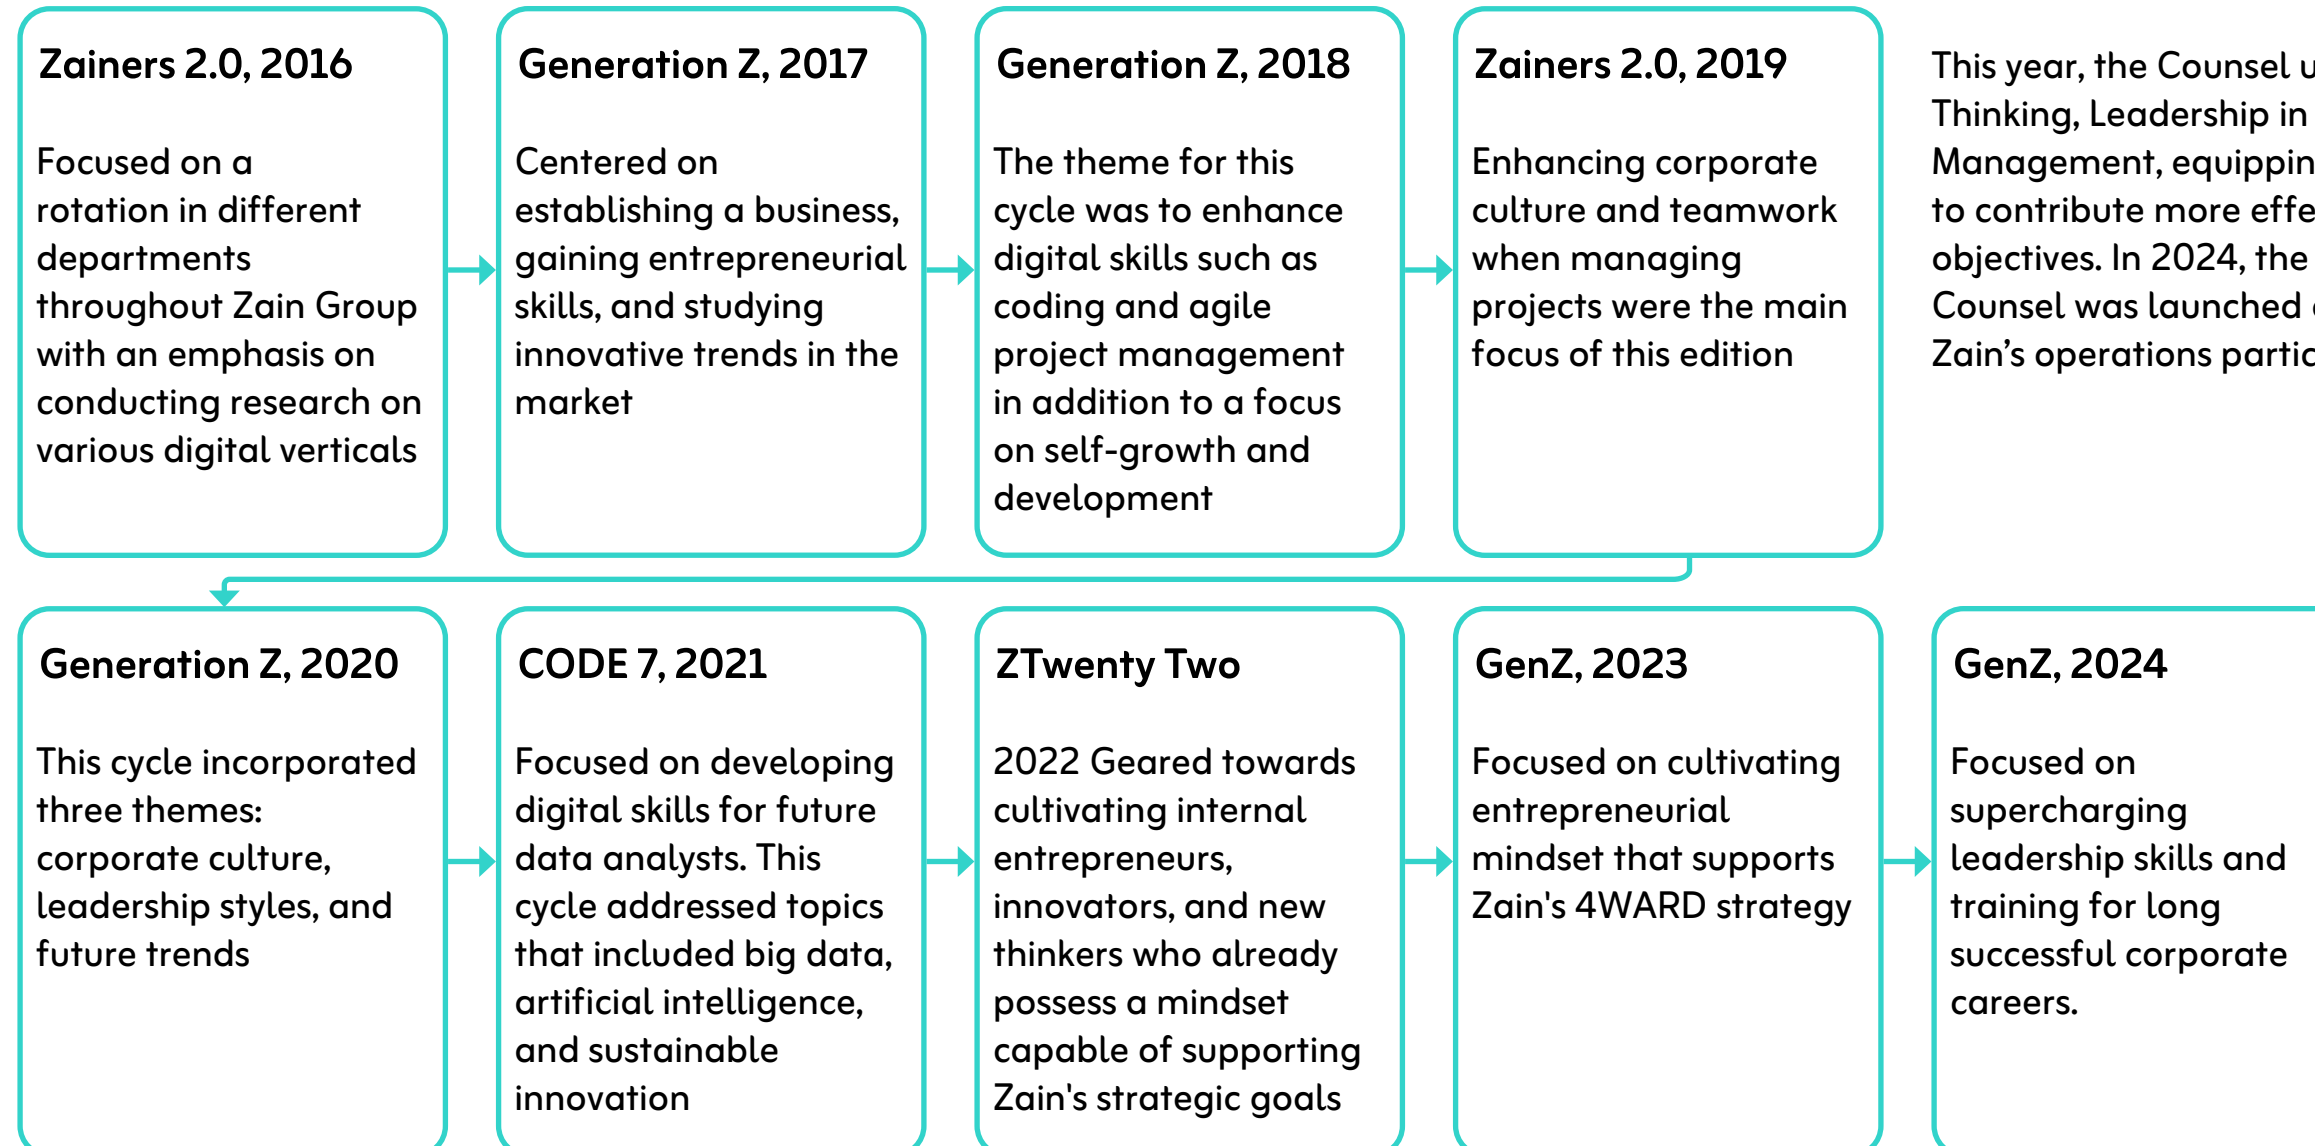 Zainers 2.0, 2016
Focused on a
rotation in different
departments
throughout Zain Group
with an emphasis on
conducting research on
various digital verticals
Generation Z, 2017
Centered on
establishing a business,
gaining entrepreneurial
skills, and studying
innovative trends in the
market
Generation Z, 2018
The theme for this
cycle was to enhance
digital skills such as
coding and agile
project management
in addition to a focus
on self-growth and
development
Zainers 2.0, 2019
Enhancing corporate
culture and teamwork
when managing
projects were the main
focus of this edition
This year, the Counsel
Thinking, Leadership in
Management,
to contribute more
objectives. In 2024, the
Counsel was launched
Zain’s operations
Generation Z, 2020
This cycle incorporated
three themes:
corporate culture,
leadership styles, and
future trends
CODE 7, 2021
Focused on developing
digital skills for future
data analysts. This
cycle addressed topics
that included big data,
artificial intelligence,
and sustainable
innovation
ZTwenty Two
2022 Geared towards
cultivating internal
entrepreneurs,
innovators, and new
thinkers who already
possess a mindset
capable of supporting
Zain's strategic goals
GenZ, 2023
Focused on cultivating
entrepreneurial
mindset that supports
Zain's 4WARD strategy
GenZ, 2024
Focused on
supercharging
leadership skills and
training for long
successful corporate
careers.